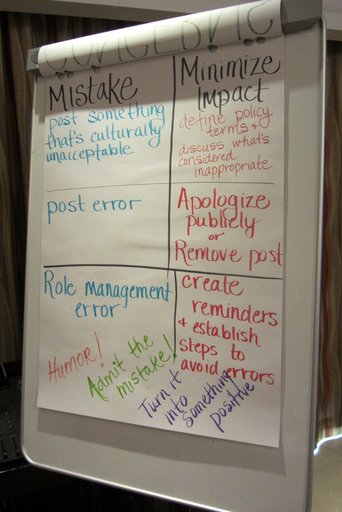 Mistake
Minimize
Impact
post something
that's culturally
unacceptable
define policy
terms &
discuss what's
considered
inappropriate
post error
Apologize
publicly
or
Remove post
Role management
error
create
reminders
& establish
steps to
avoid errors
Humor!
Admit the
mistake!
Turn it
into
something
positive